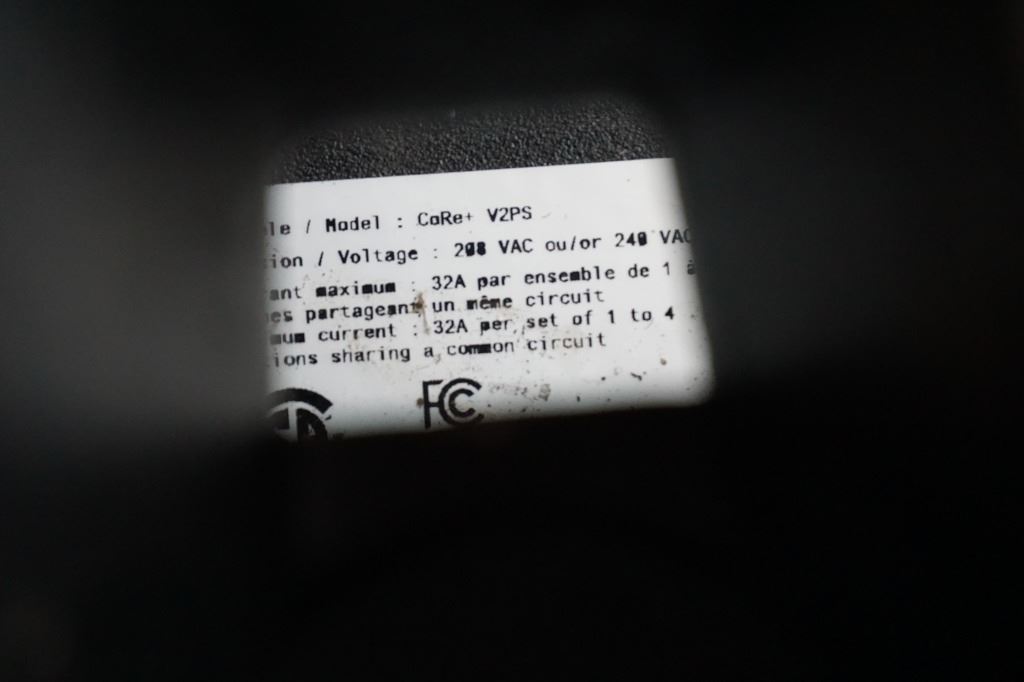 le / Model : CoRe+ V2PS
ion / Voltage : 208 VAC ou/or 240 VAC
ant maximum : 32A par ensemble de 1 à
es partageant un même circuit
mum current : 32A per set of 1 to 4
ions sharing a common circuit
FCC